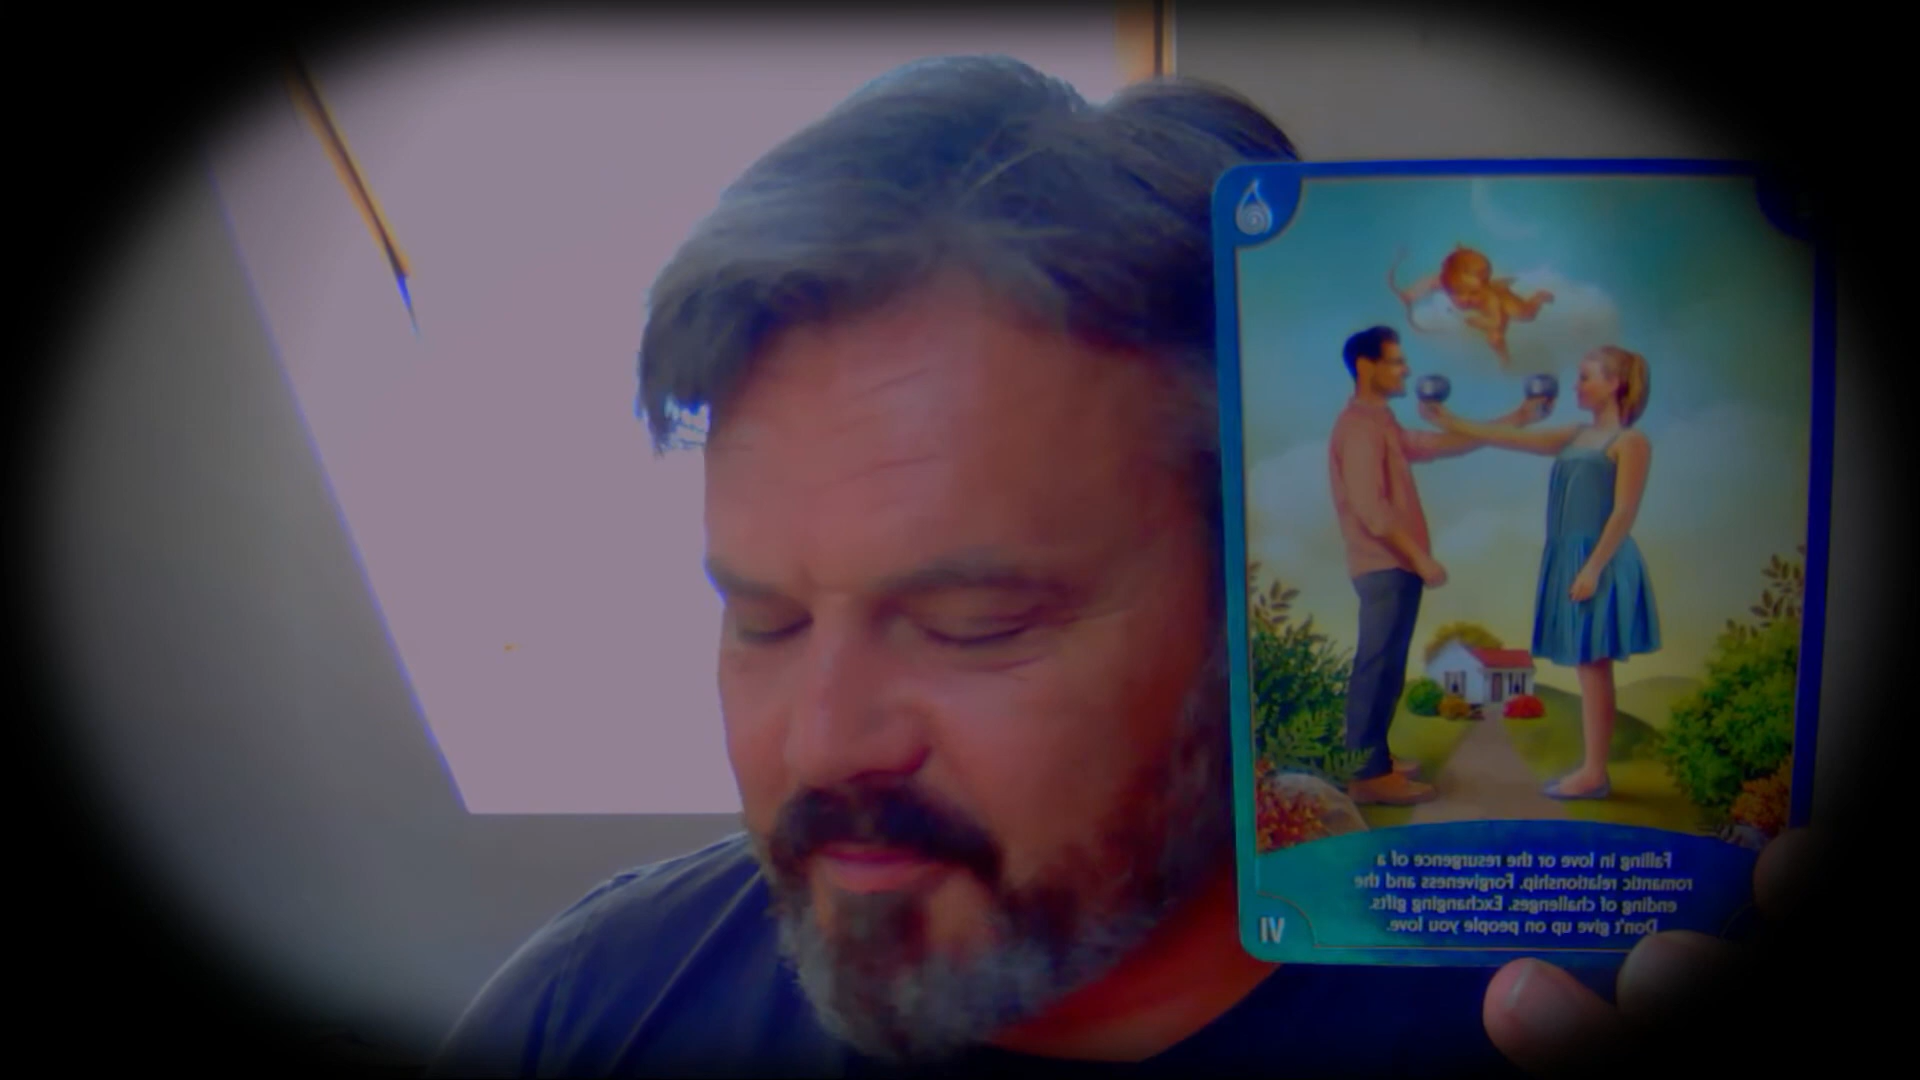 Falling in love or the resurgence of a
romantic relationship. Forgiveness and the
ending of challenges. Exchanging gifts.
Don't give up on people you love.
VI